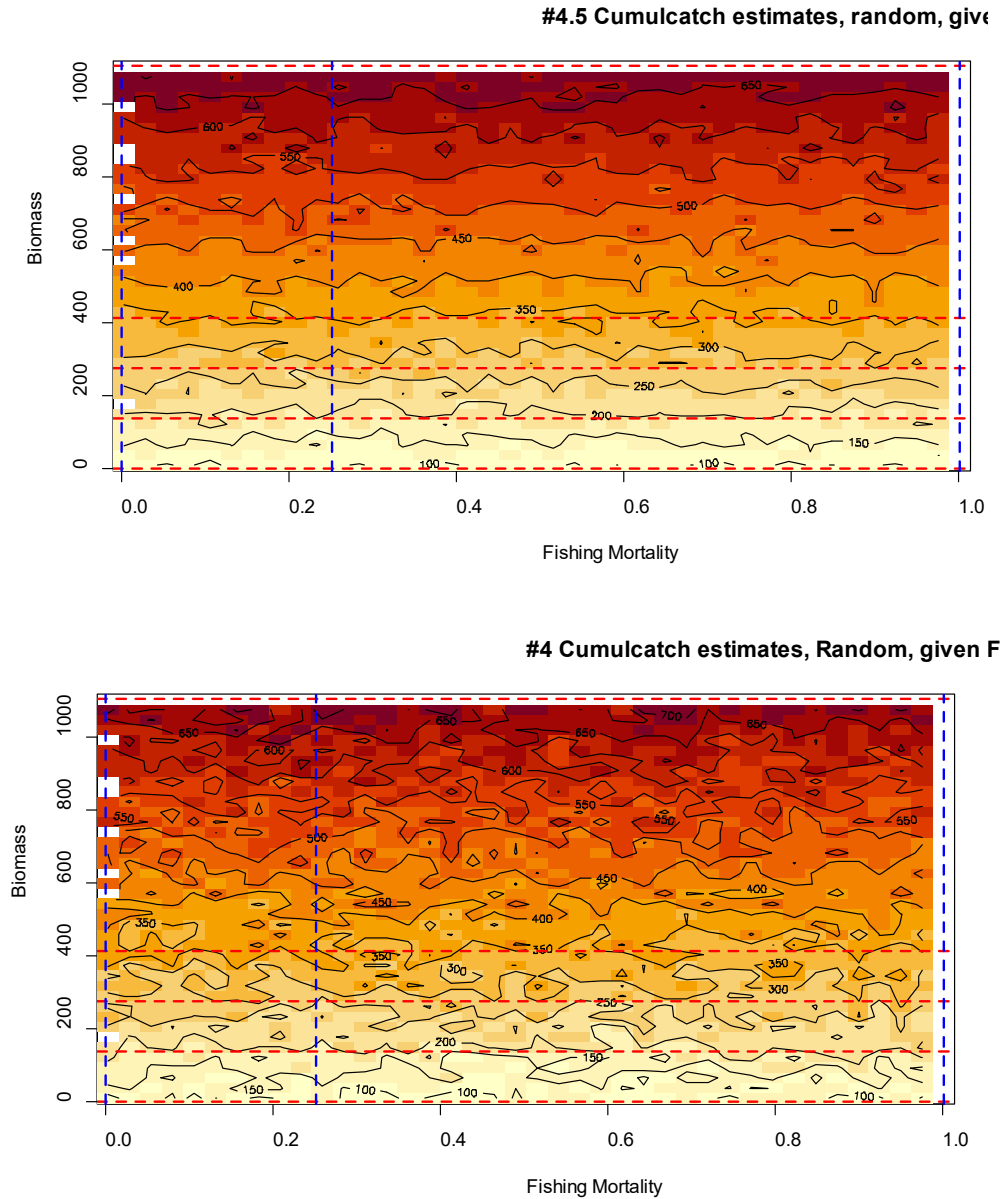 #4.5 Cumulcatch estimates, random, give
Biomass
1000
800
600
400
200
0
650
600
550
500
450
400
350
300
250
200
150
100
100
0.0 0.2 0.4 0.6 0.8 1.0
Fishing Mortality
#4 Cumulcatch estimates, Random, given F
Biomass
1000
800
600
400
200
0
700
650 650 650 650
600 600
550 550 550 550
500
450 450 450
400 400
350 350 350 350
300 300
250
200
150 150
100 100 100
0.0 0.2 0.4 0.6 0.8 1.0
Fishing Mortality